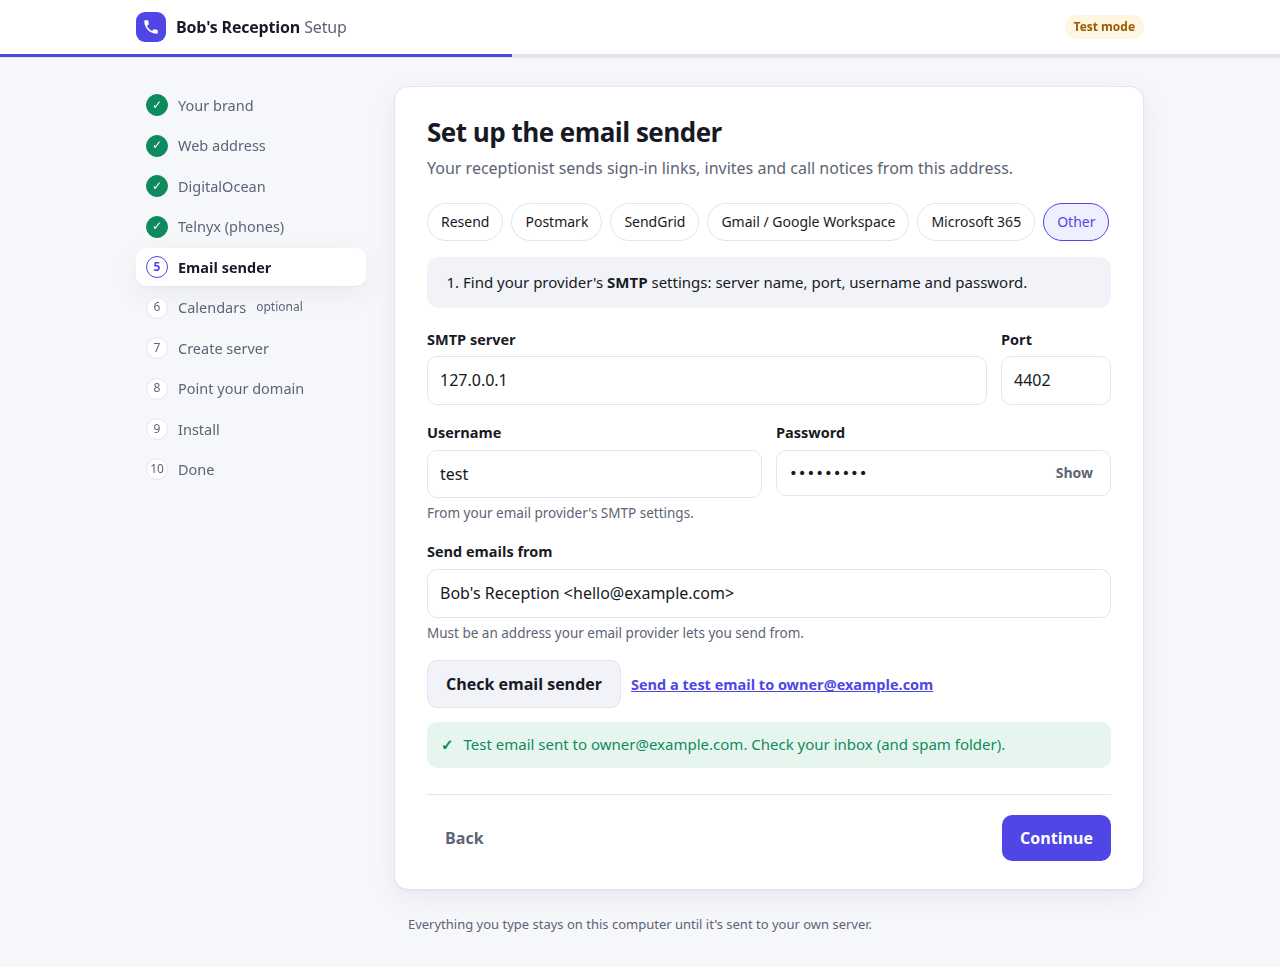 Bob's Reception Setup
Test mode
✓ Your brand
✓ Web address
✓ DigitalOcean
✓ Telnyx (phones)
5 Email sender
6 Calendars optional
7 Create server
8 Point your domain
9 Install
10 Done
Set up the email sender
Your receptionist sends sign-in links, invites and call notices from this address.
Resend Postmark SendGrid Gmail / Google Workspace Microsoft 365 Other
1. Find your provider's SMTP settings: server name, port, username and password.
SMTP server Port
127.0.0.1 4402
Username Password
test ••••••••• Show
From your email provider's SMTP settings.
Send emails from
Bob's Reception <hello@example.com>
Must be an address your email provider lets you send from.
Check email sender Send a test email to owner@example.com
✓ Test email sent to owner@example.com. Check your inbox (and spam folder).
Back Continue
Everything you type stays on this computer until it's sent to your own server.